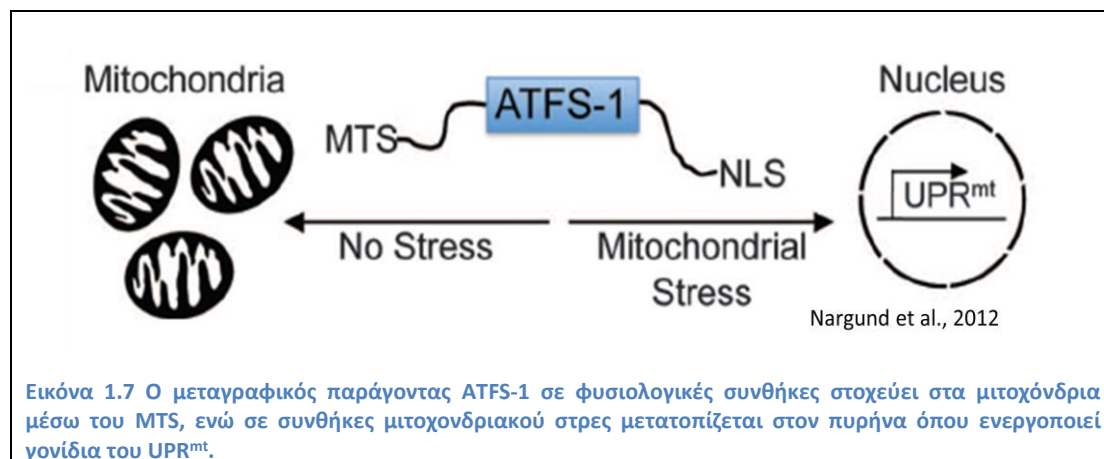 Mitochondria
ATFS-1
Nucleus
MTS
NLS
UPRmt
No Stress
Mitochondrial
Stress
Nargund et al., 2012
Εικόνα 1.7 Ο μεταγραφικός παράγοντας ATFS-1 σε φυσιολογικές συνθήκες στοχεύει στα μιτοχόνδρια
μέσω του MTS, ενώ σε συνθήκες μιτοχονδριακού στρες μετατοπίζεται στον πυρήνα όπου ενεργοποιεί
γονίδια του UPRmt.